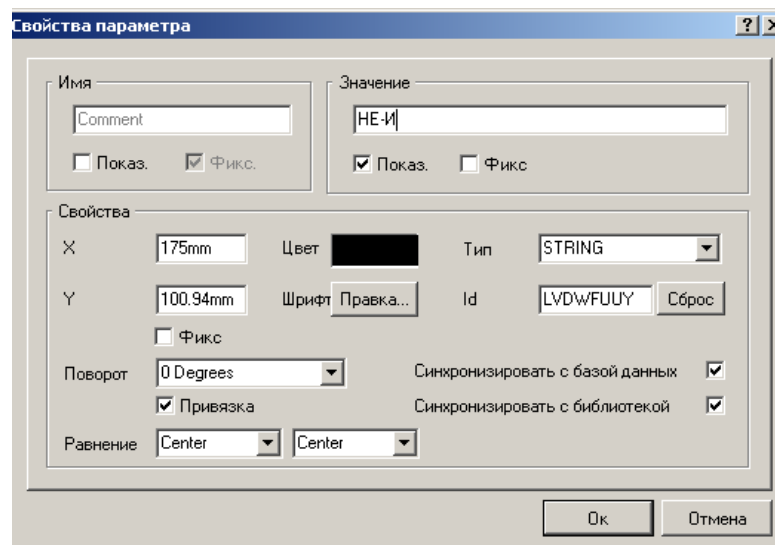 Свойства параметра
Имя
Значение
Comment
НЕ-И
Показ. Фикс.
Показ. Фикс
Свойства
X 175mm Цвет Тип STRING
Y 100.94mm Шрифт Правка... Id LVDWFUUY Сброс
Фикс
Поворот 0 Degrees Синхронизировать с базой данных
Привязка Синхронизировать с библиотекой
Равнение Center Center
Ок Отмена